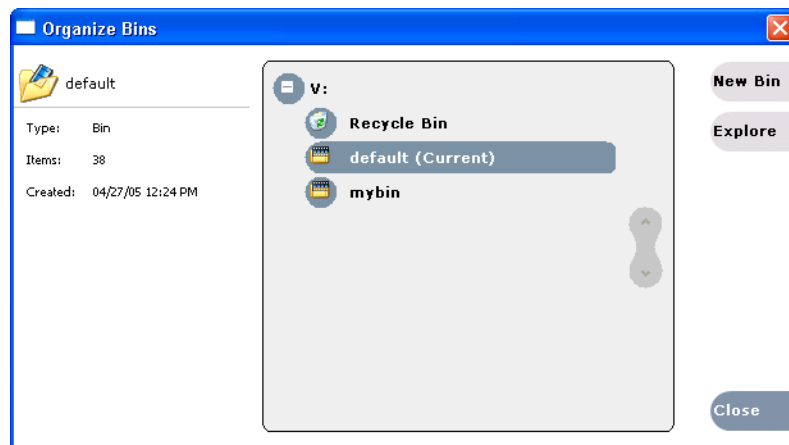 Organize Bins
default
Type: Bin
Items: 38
Created: 04/27/05 12:24 PM
V:
Recycle Bin
default (Current)
mybin
New Bin
Explore
Close